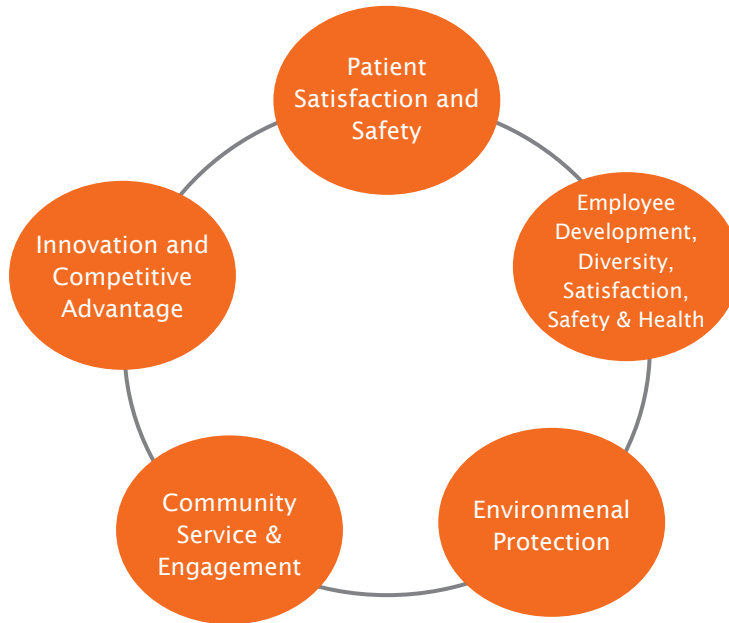 Patient
Satisfaction and
Safety
Employee
Development,
Diversity,
Satisfaction,
Safety & Health
Environmenal
Protection
Community
Service &
Engagement
Innovation and
Competitive
Advantage